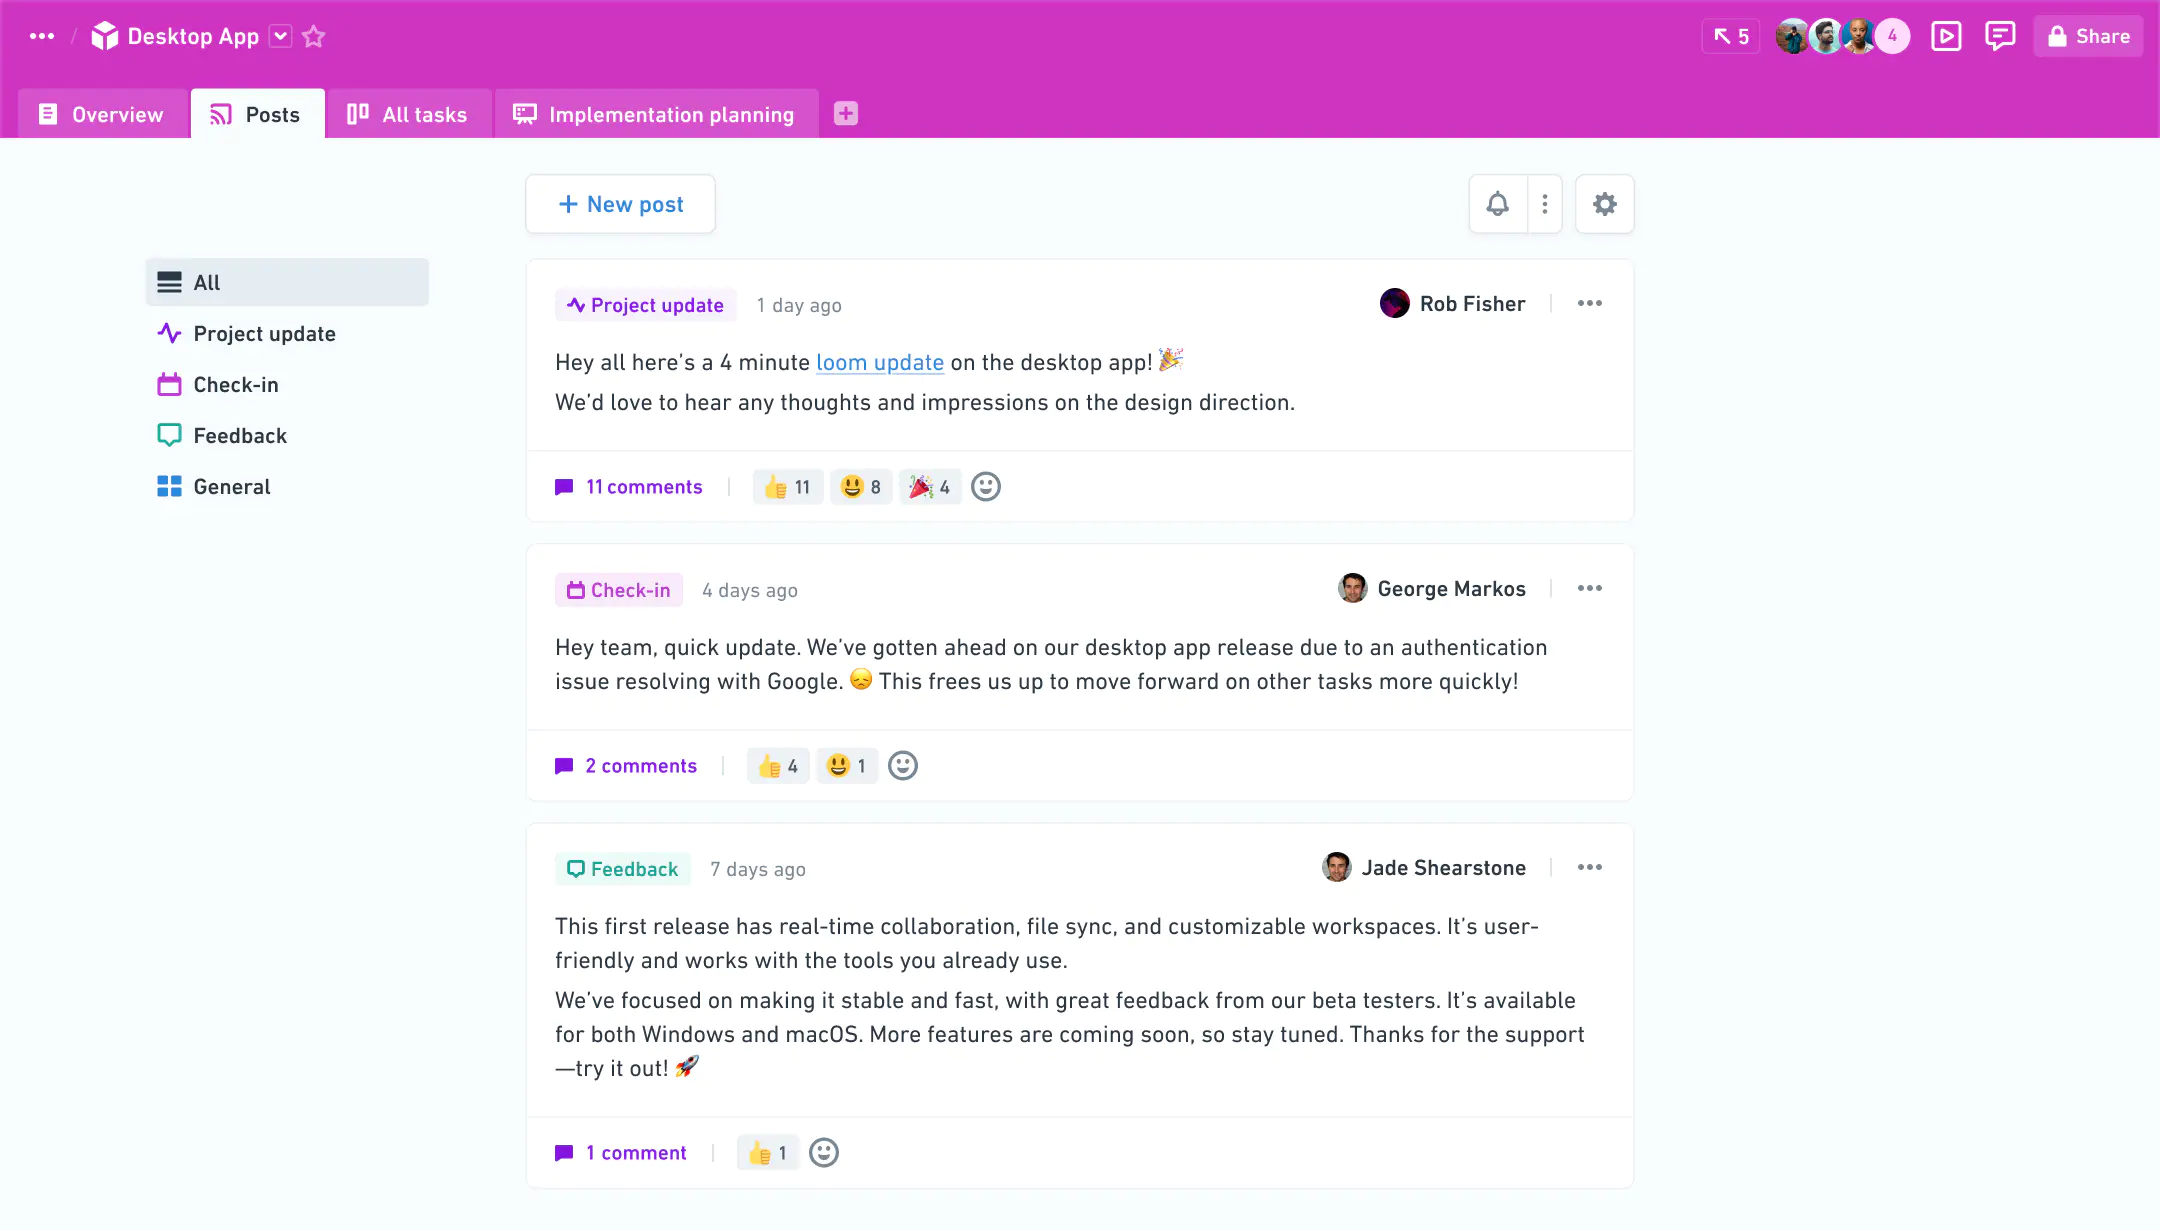 Desktop App
5
4
Share
Overview
Posts
All tasks
Implementation planning
New post
All
Project update
Check-in
Feedback
General
Project update
1 day ago
Rob Fisher
Hey all here’s a 4 minute loom update on the desktop app! 🎉
We’d love to hear any thoughts and impressions on the design direction.
11 comments
👍 11
😃 8
🎉 4
Check-in
4 days ago
George Markos
Hey team, quick update. We’ve gotten ahead on our desktop app release due to an authentication
issue resolving with Google. 😞 This frees us up to move forward on other tasks more quickly!
2 comments
👍 4
😃 1
Feedback
7 days ago
Jade Shearstone
This first release has real-time collaboration, file sync, and customizable workspaces. It’s user-
friendly and works with the tools you already use.
We’ve focused on making it stable and fast, with great feedback from our beta testers. It’s available
for both Windows and macOS. More features are coming soon, so stay tuned. Thanks for the support
—try it out! 🚀
1 comment
👍 1